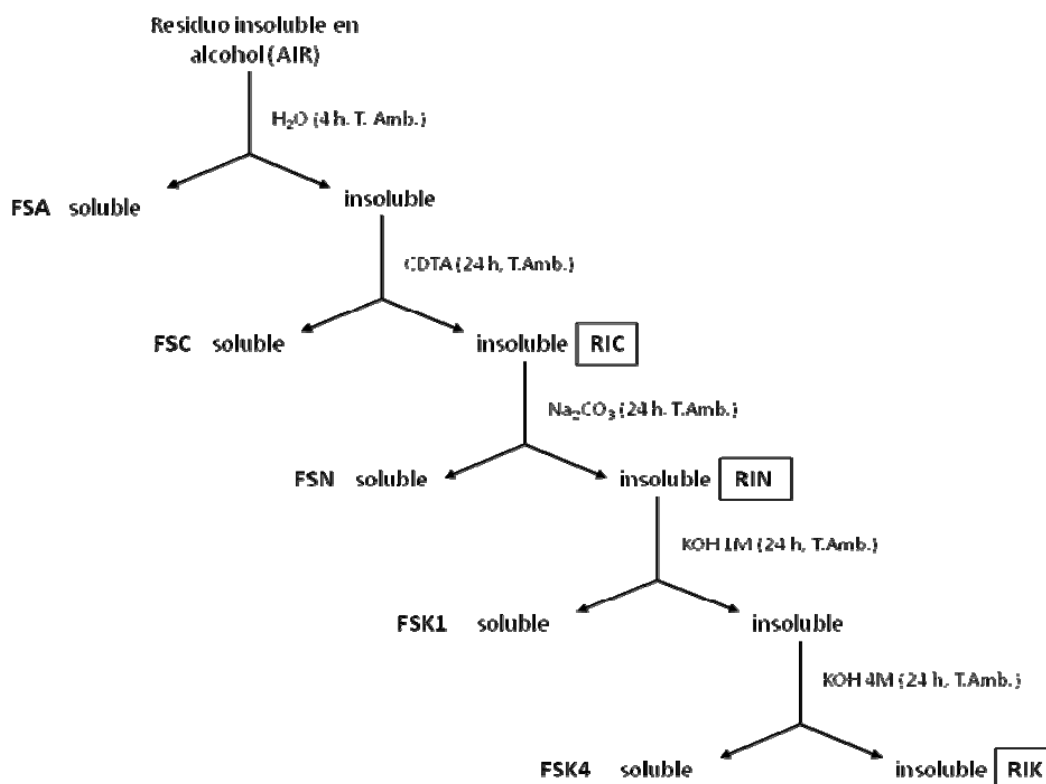 Residuo insoluble en
alcohol (AIR)
H₂O (4 h. T. Amb.)
FSA soluble
insoluble
CDTA (24 h, T.Amb.)
FSC soluble
insoluble RIC
Na₂CO₃ (24 h. T.Amb.)
FSN soluble
insoluble RIN
KOH 1M (24 h, T.Amb.)
FSK1 soluble
insoluble
KOH 4M (24 h, T.Amb.)
FSK4 soluble
insoluble RIK